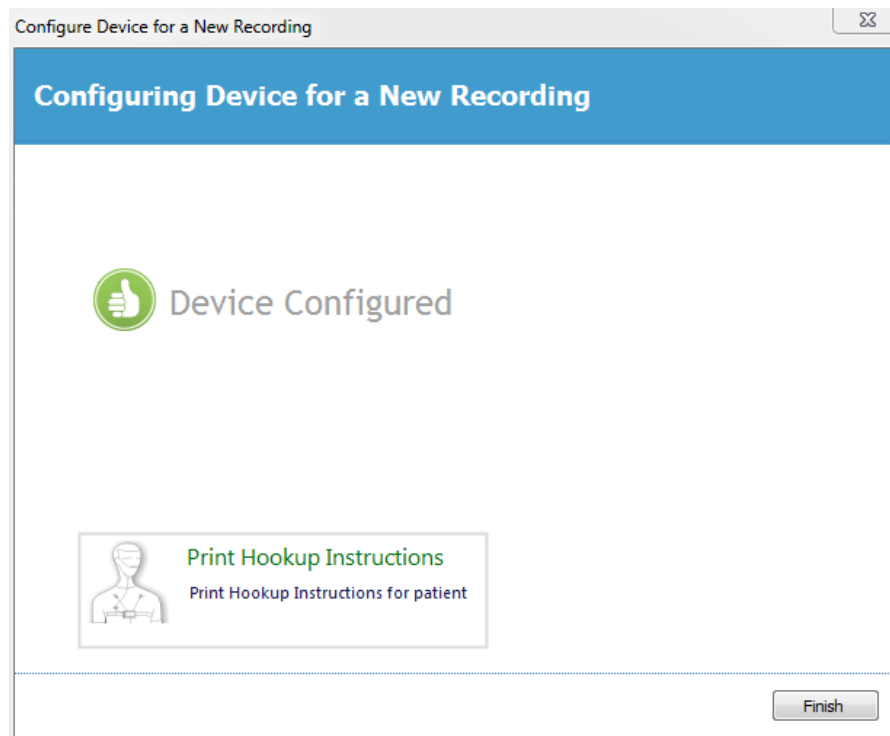 Configure Device for a New Recording
Configuring Device for a New Recording
Device Configured
Print Hookup Instructions
Print Hookup Instructions for patient
Finish